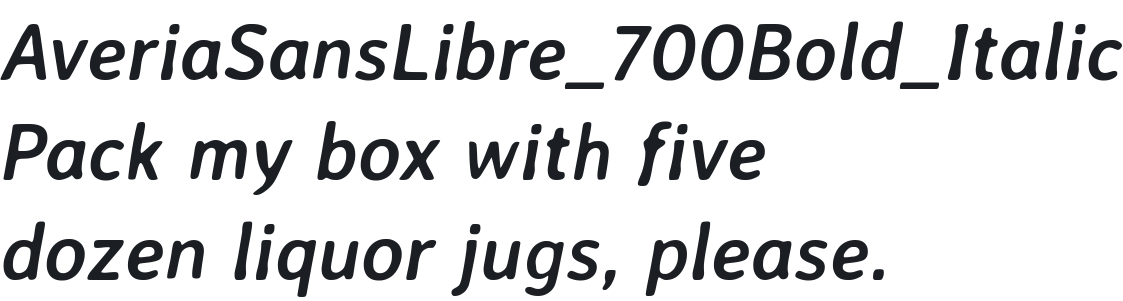 AveriaSansLibre_700Bold_Italic
Pack my box with five
dozen liquor jugs, please.